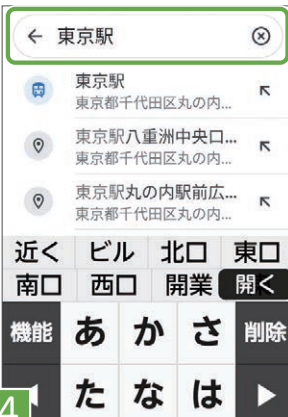 東京駅
東京駅
東京都千代田区丸の内...
東京駅八重洲中央口...
東京都千代田区丸の内...
東京駅丸の内駅前広...
東京都千代田区丸の内...
近く ビル 北口 東口
南口 西口 開業 開く
機能 あ か さ 削除
4 た な は